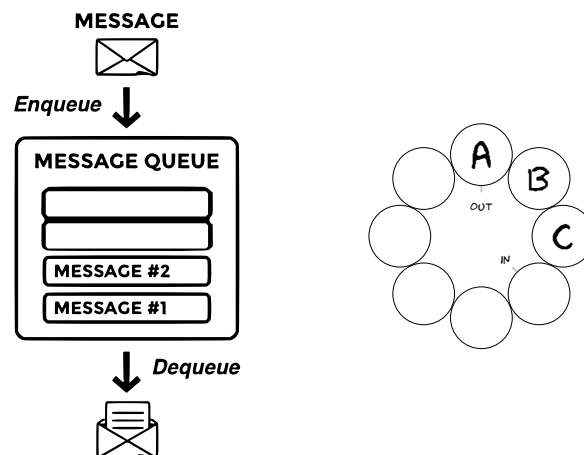 MESSAGE
Enqueue
MESSAGE QUEUE
MESSAGE #2
MESSAGE #1
Dequeue
A
B
C
OUT
IN